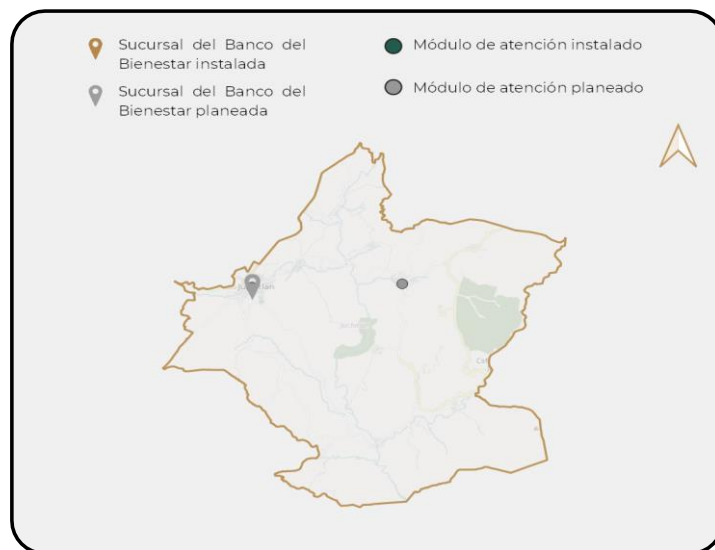 Sucursal del Banco del
Bienestar instalada
Sucursal del Banco del
Bienestar planeada
Módulo de atención instalado
Módulo de atención planeado